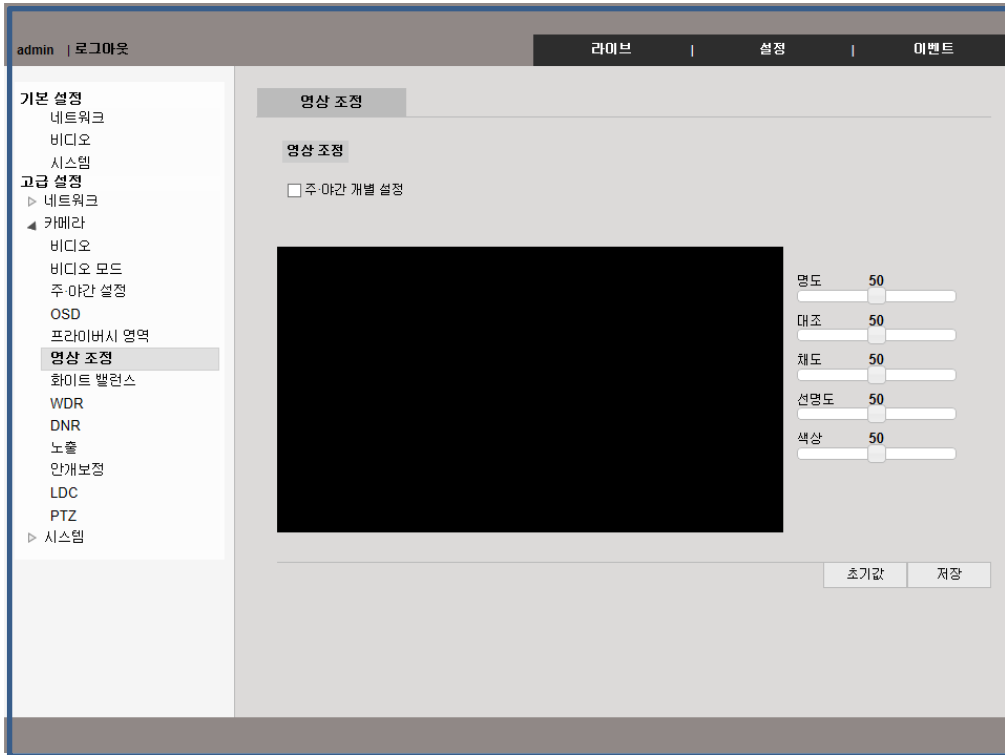 admin | 로그아웃
라이브 | 설정 | 이벤트
기본 설정
네트워크
비디오
시스템
고급 설정
네트워크
카메라
비디오
비디오 모드
주·야간 설정
OSD
프라이버시 영역
영상 조정
화이트 밸런스
WDR
DNR
노출
안개보정
LDC
PTZ
시스템
영상 조정
영상 조정
주·야간 개별 설정
명도 50
대조 50
채도 50
선명도 50
색상 50
초기값 저장